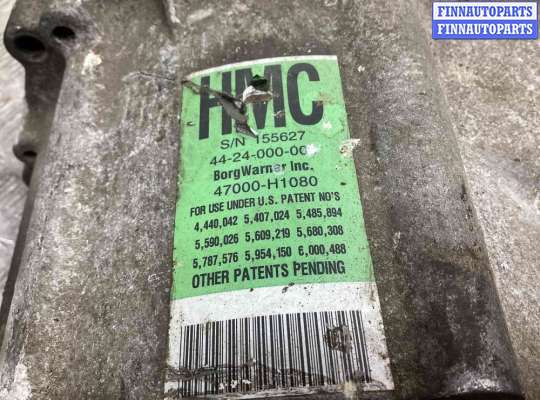 FINNAUTOPARTS
FINNAUTOPARTS
HMC
S/N 155627
44-24-000-00
BorgWarner Inc.
47000-H1080
FOR USE UNDER U.S. PATENT NO'S
4,440,042 5,407,024 5,485,894
5,590,026 5,609,219 5,680,308
5,787,576 5,954,150 6,000,488
OTHER PATENTS PENDING